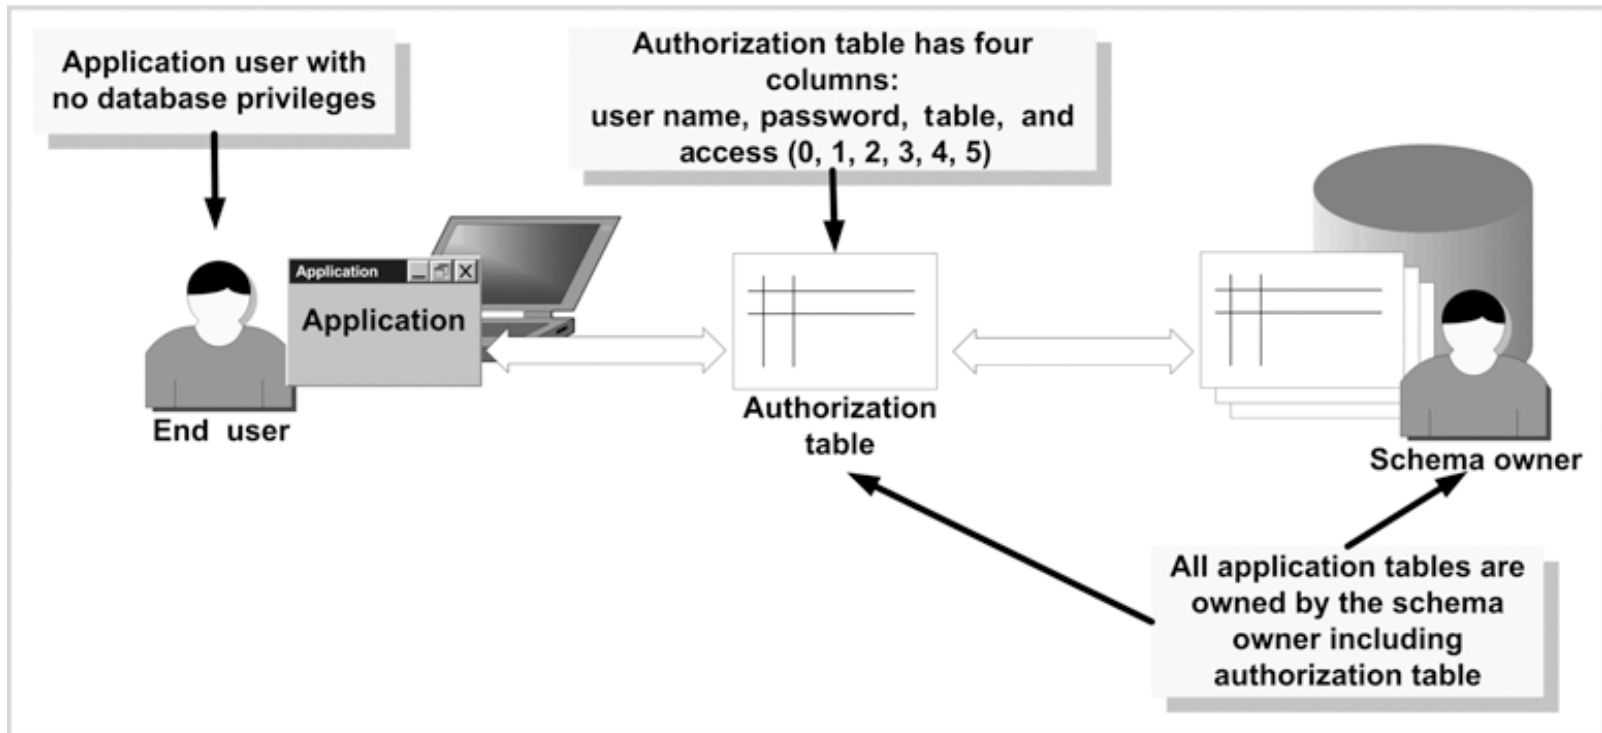 Application user with
no database privileges
Authorization table has four
columns:
user name, password, table, and
access (0, 1, 2, 3, 4, 5)
Application
Application
End user
Authorization
table
Schema owner
All application tables are
owned by the schema
owner including
authorization table